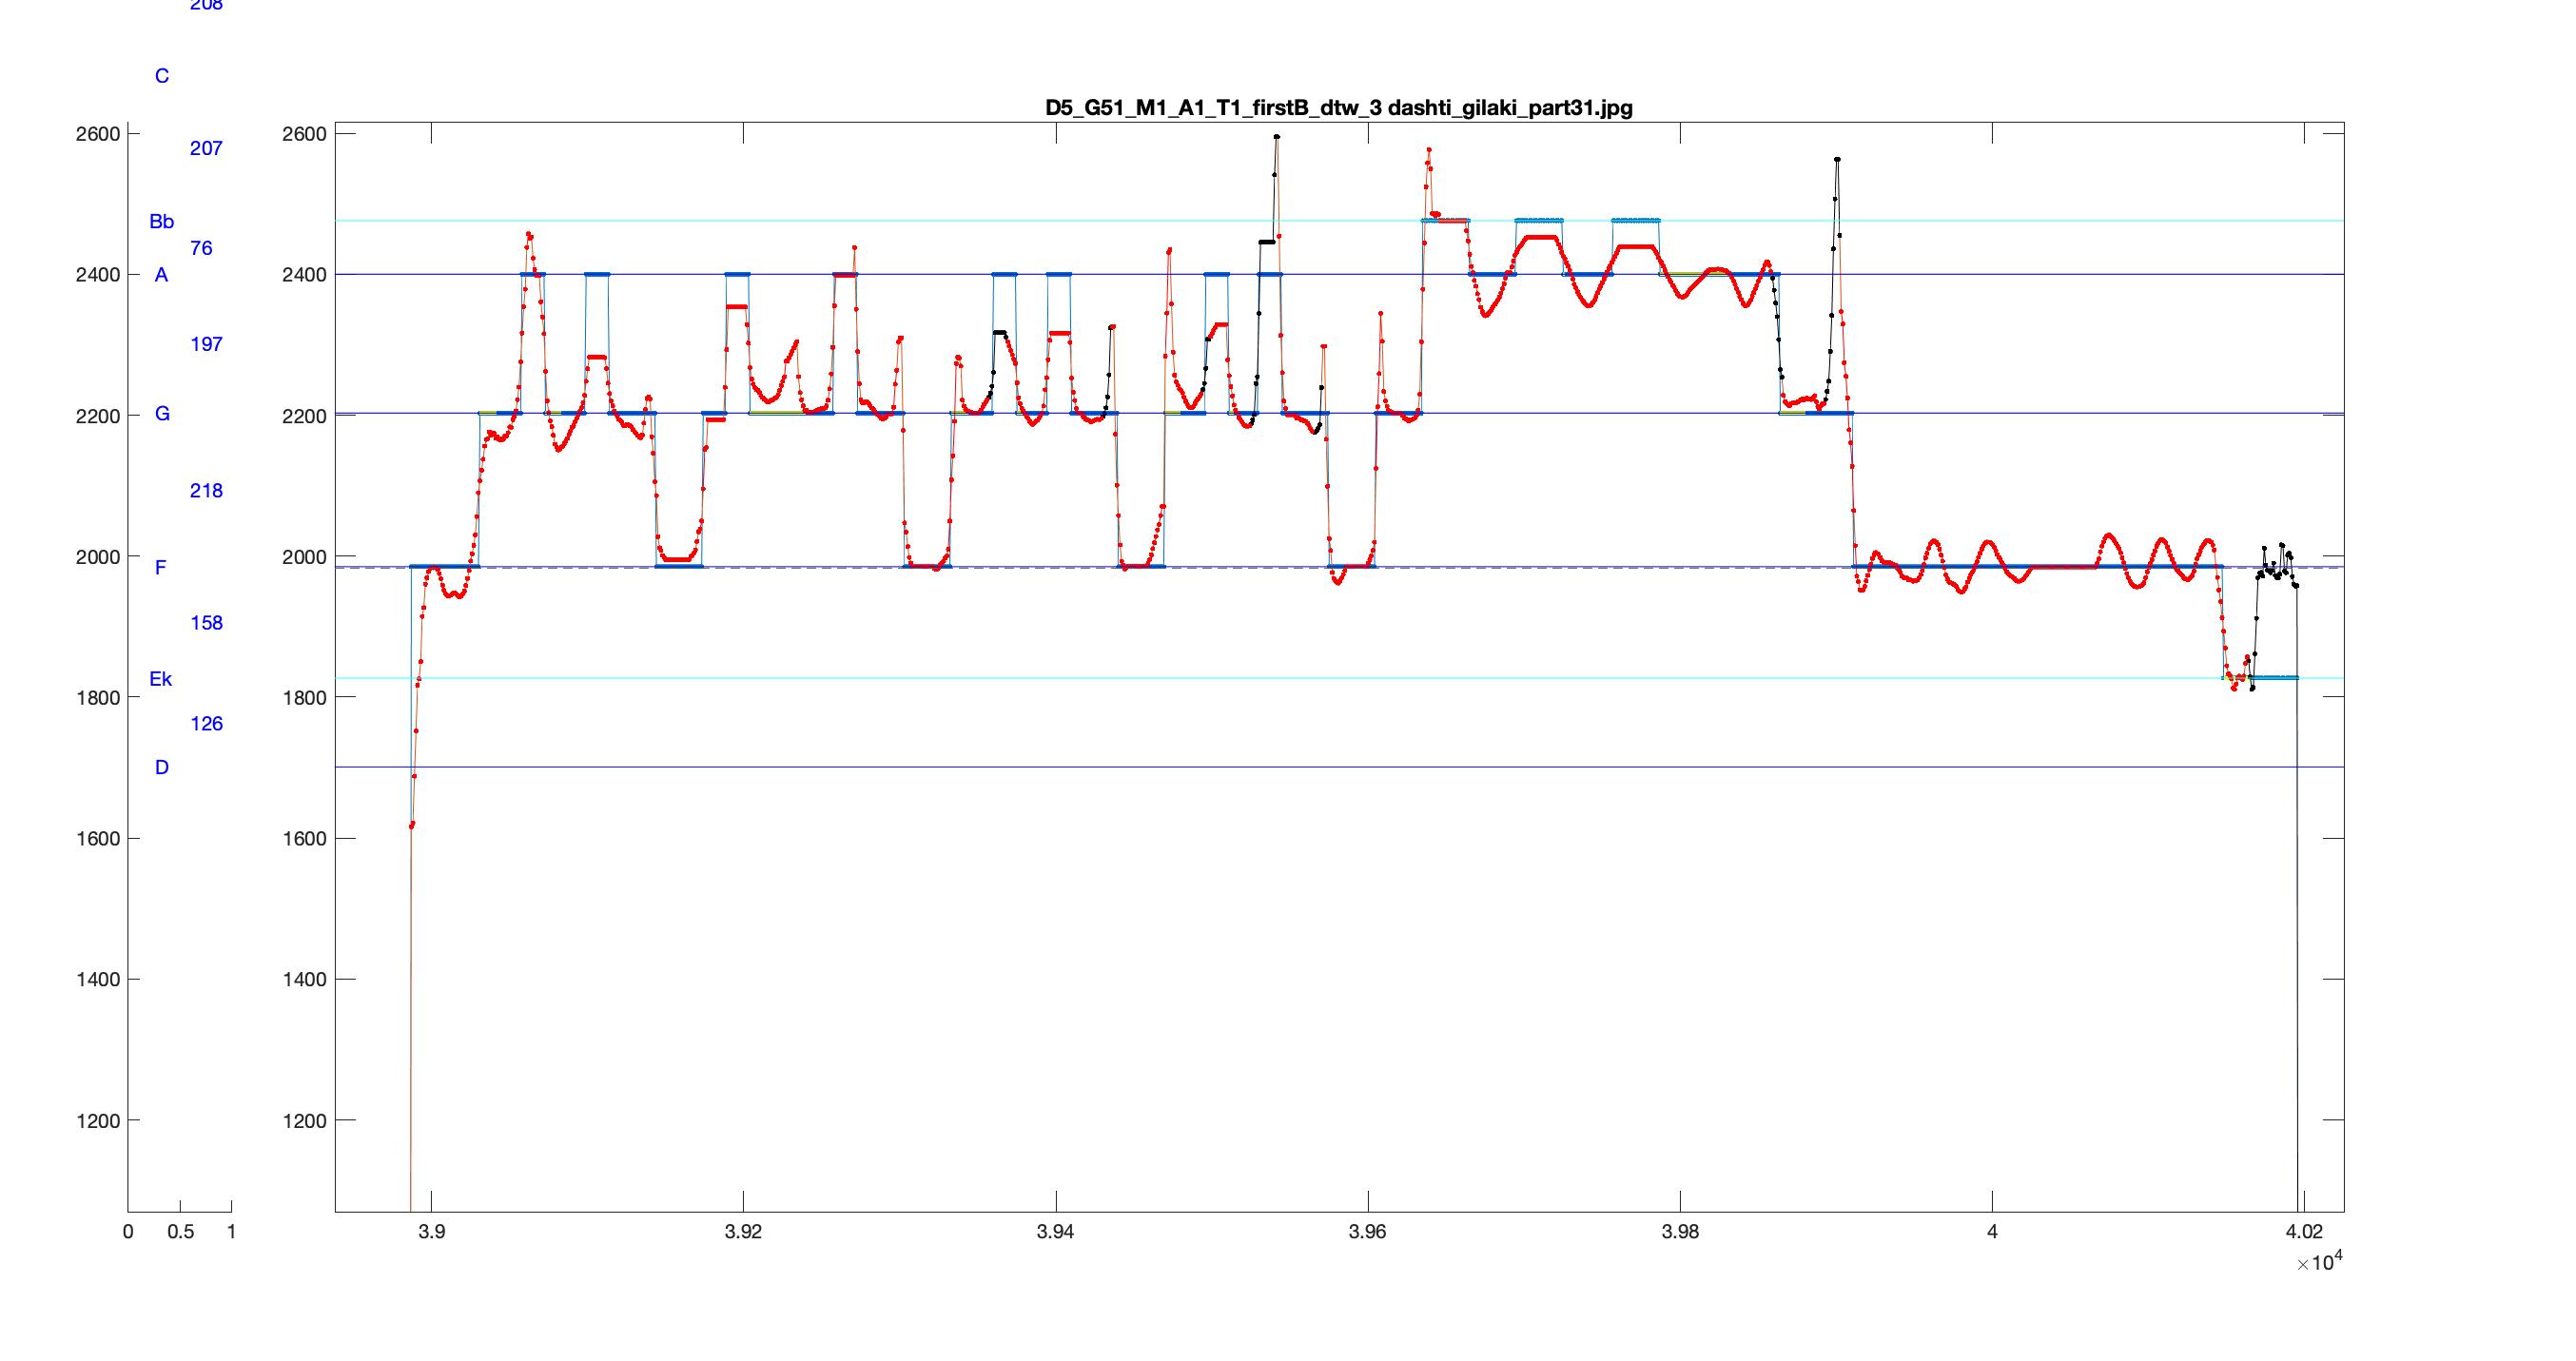 208
C
D5_G51_M1_A1_T1_firstB_dtw_3 dashti_gilaki_part31.jpg
2600 2600
207
Bb
76
2400 A 2400
197
2200 G 2200
218
2000 F 2000
158
Ek
1800 1800
126
D
1600 1600
1400 1400
1200 1200
0 0.5 1 3.9 3.92 3.94 3.96 3.98 4 4.02
×10⁴